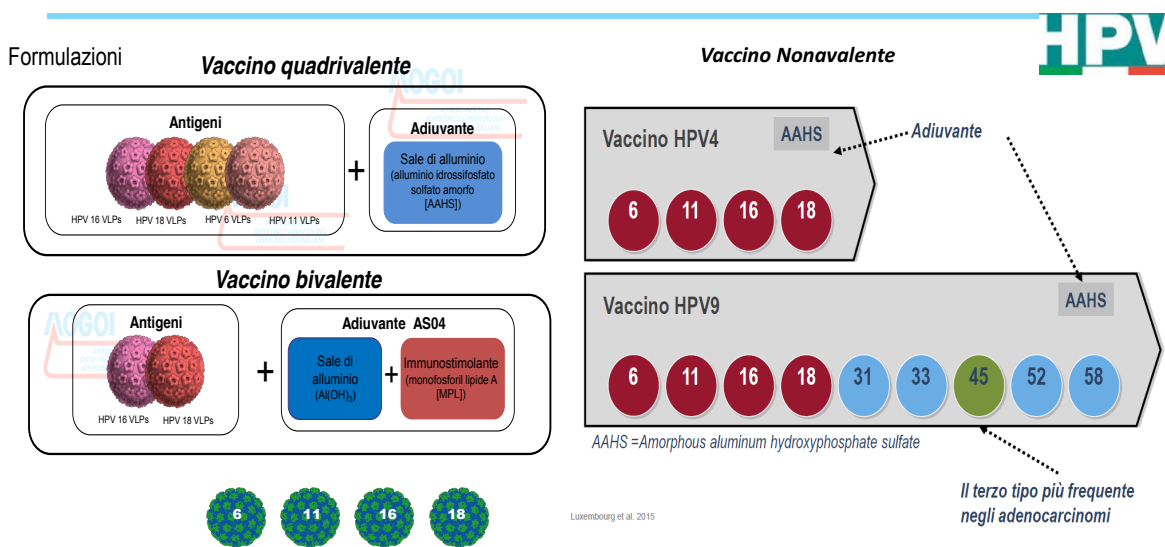 HPV
Formulazioni
Vaccino quadrivalente
AOGOI
Antigeni
HPV 16 VLPs
HPV 18 VLPs
HPV 6 VLPs
HPV 11 VLPs
+
Adiuvante
Sale di alluminio
(alluminio idrossifosfato
solfato amorfo
[AAHS])
Vaccino bivalente
AOGOI
Antigeni
HPV 16 VLPs
HPV 18 VLPs
+
Adiuvante AS04
Sale di
alluminio
(Al(OH)3)
+
Immunostimolante
(monofosforil lipide A
[MPL])
6 11 16 18
Vaccino Nonavalente
Vaccino HPV4
AAHS
Adiuvante
6 11 16 18
Vaccino HPV9
AAHS
6 11 16 18 31 33 45 52 58
AAHS =Amorphous aluminum hydroxyphosphate sulfate
Il terzo tipo più frequente
negli adenocarcinomi
Luxembourg et al. 2015